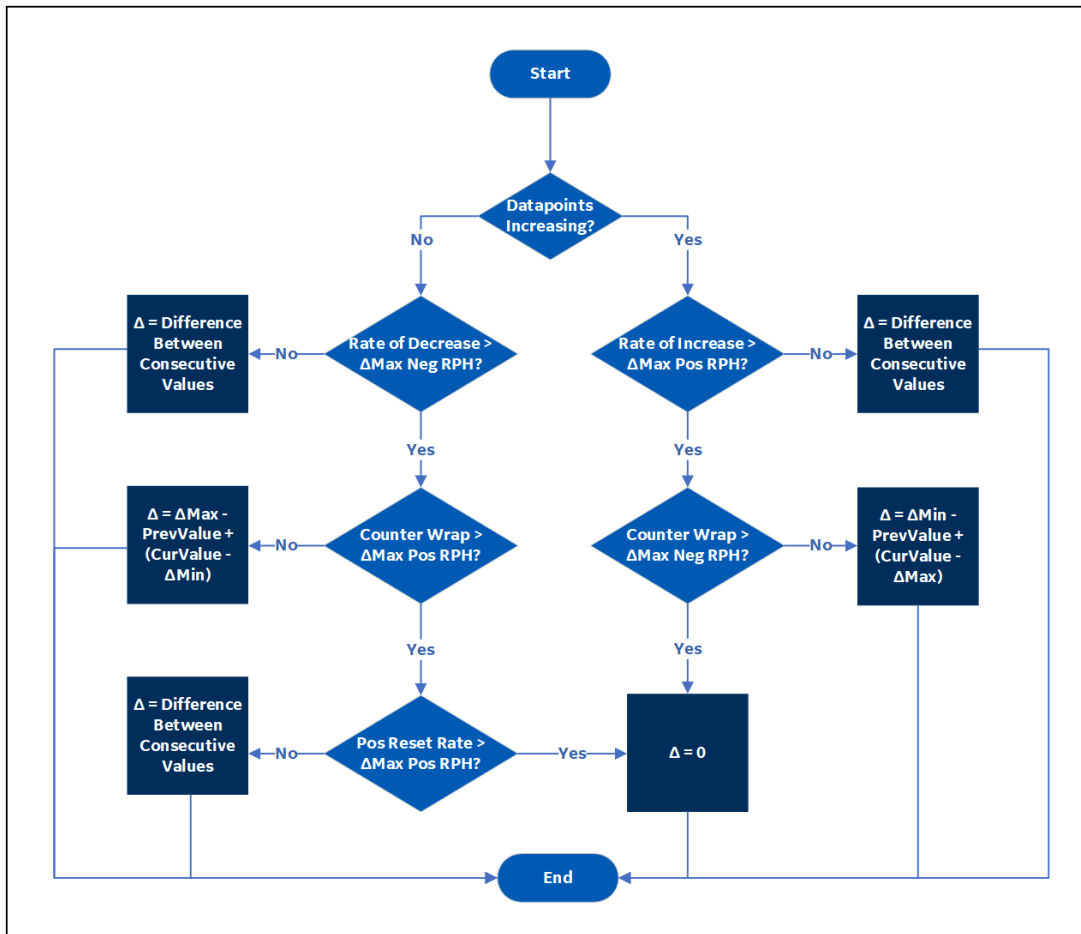 Start
Datapoints
Increasing?
No
Yes
Δ = Difference
Between
Consecutive
Values
No
Rate of Decrease >
ΔMax Neg RPH?
Rate of Increase >
ΔMax Pos RPH?
No
Δ = Difference
Between
Consecutive
Values
Yes
Yes
Δ = ΔMax -
PrevValue +
(CurValue -
ΔMin)
No
Counter Wrap >
ΔMax Pos RPH?
Counter Wrap >
ΔMax Neg RPH?
No
Δ = ΔMin -
PrevValue +
(CurValue -
ΔMax)
Yes
Yes
Δ = Difference
Between
Consecutive
Values
No
Pos Reset Rate >
ΔMax Pos RPH?
Yes
Δ = 0
End